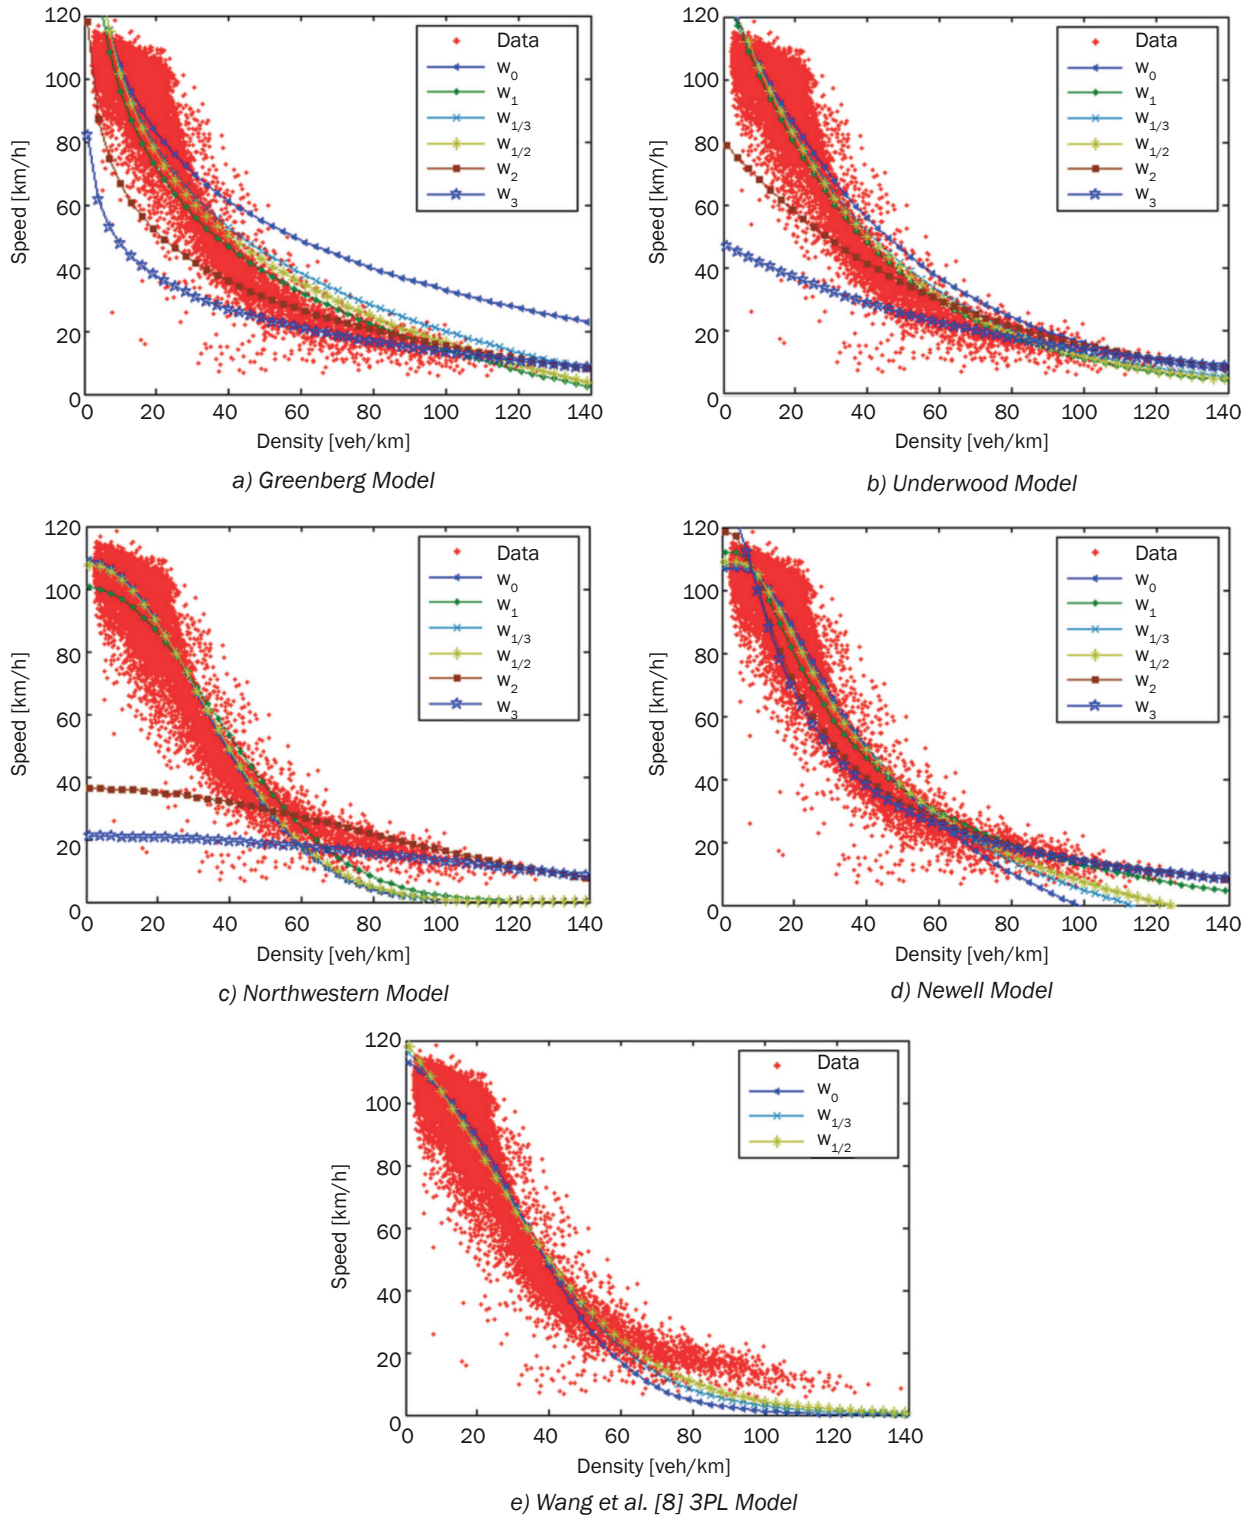 120
100
80
60
40
20
0
Speed [km/h]
0 20 40 60 80 100 120 140
Density [veh/km]
Data
w0
w1
w1/3
w1/2
w2
w3
a) Greenberg Model
120
100
80
60
40
20
0
Speed [km/h]
0 20 40 60 80 100 120 140
Density [veh/km]
Data
w0
w1
w1/3
w1/2
w2
w3
b) Underwood Model
120
100
80
60
40
20
0
Speed [km/h]
0 20 40 60 80 100 120 140
Density [veh/km]
Data
w0
w1
w1/3
w1/2
w2
w3
c) Northwestern Model
120
100
80
60
40
20
0
Speed [km/h]
0 20 40 60 80 100 120 140
Density [veh/km]
Data
w0
w1
w1/3
w1/2
w2
w3
d) Newell Model
120
100
80
60
40
20
0
Speed [km/h]
0 20 40 60 80 100 120 140
Density [veh/km]
Data
w0
w1/3
w1/2
e) Wang et al. [8] 3PL Model